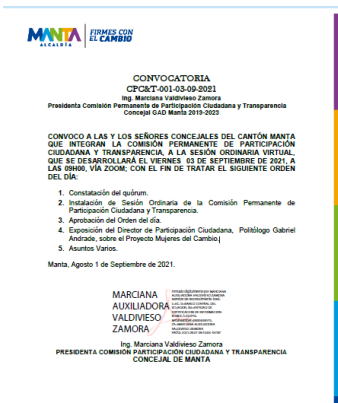 MANTA
ALCALDÍA
FIRMES CON
EL CAMBIO
CONVOCATORIA
CPC&T-001-03-09-2021
Ing. Marciana Valdivieso Zamora
Presidenta Comisión Permanente de Participación Ciudadana y Transparencia
Concejal GAD Manta 2019-2023
CONVOCO A LAS Y LOS SEÑORES CONCEJALES DEL CANTÓN MANTA
QUE INTEGRAN LA COMISIÓN PERMANENTE DE PARTICIPACIÓN
CIUDADANA Y TRANSPARENCIA, A LA SESIÓN ORDINARIA VIRTUAL,
QUE SE DESARROLLARÁ EL VIERNES 03 DE SEPTIEMBRE DE 2021, A
LAS 09H00, VÍA ZOOM; CON EL FIN DE TRATAR EL SIGUIENTE ORDEN
DEL DÍA:
1. Constatación del quórum.
2. Instalación de Sesión Ordinaria de la Comisión Permanente de
Participación Ciudadana y Transparencia.
3. Aprobación del Orden del día.
4. Exposición del Director de Participación Ciudadana, Politólogo Gabriel
Andrade, sobre el Proyecto Mujeres del Cambio.
5. Asuntos Varios.
Manta, Agosto 1 de Septiembre de 2021.
MARCIANA
AUXILIADORA
VALDIVIESO
ZAMORA
Ing. Marciana Valdivieso Zamora
PRESIDENTA COMISIÓN PARTICIPACIÓN CIUDADANA Y TRANSPARENCIA
CONCEJAL DE MANTA